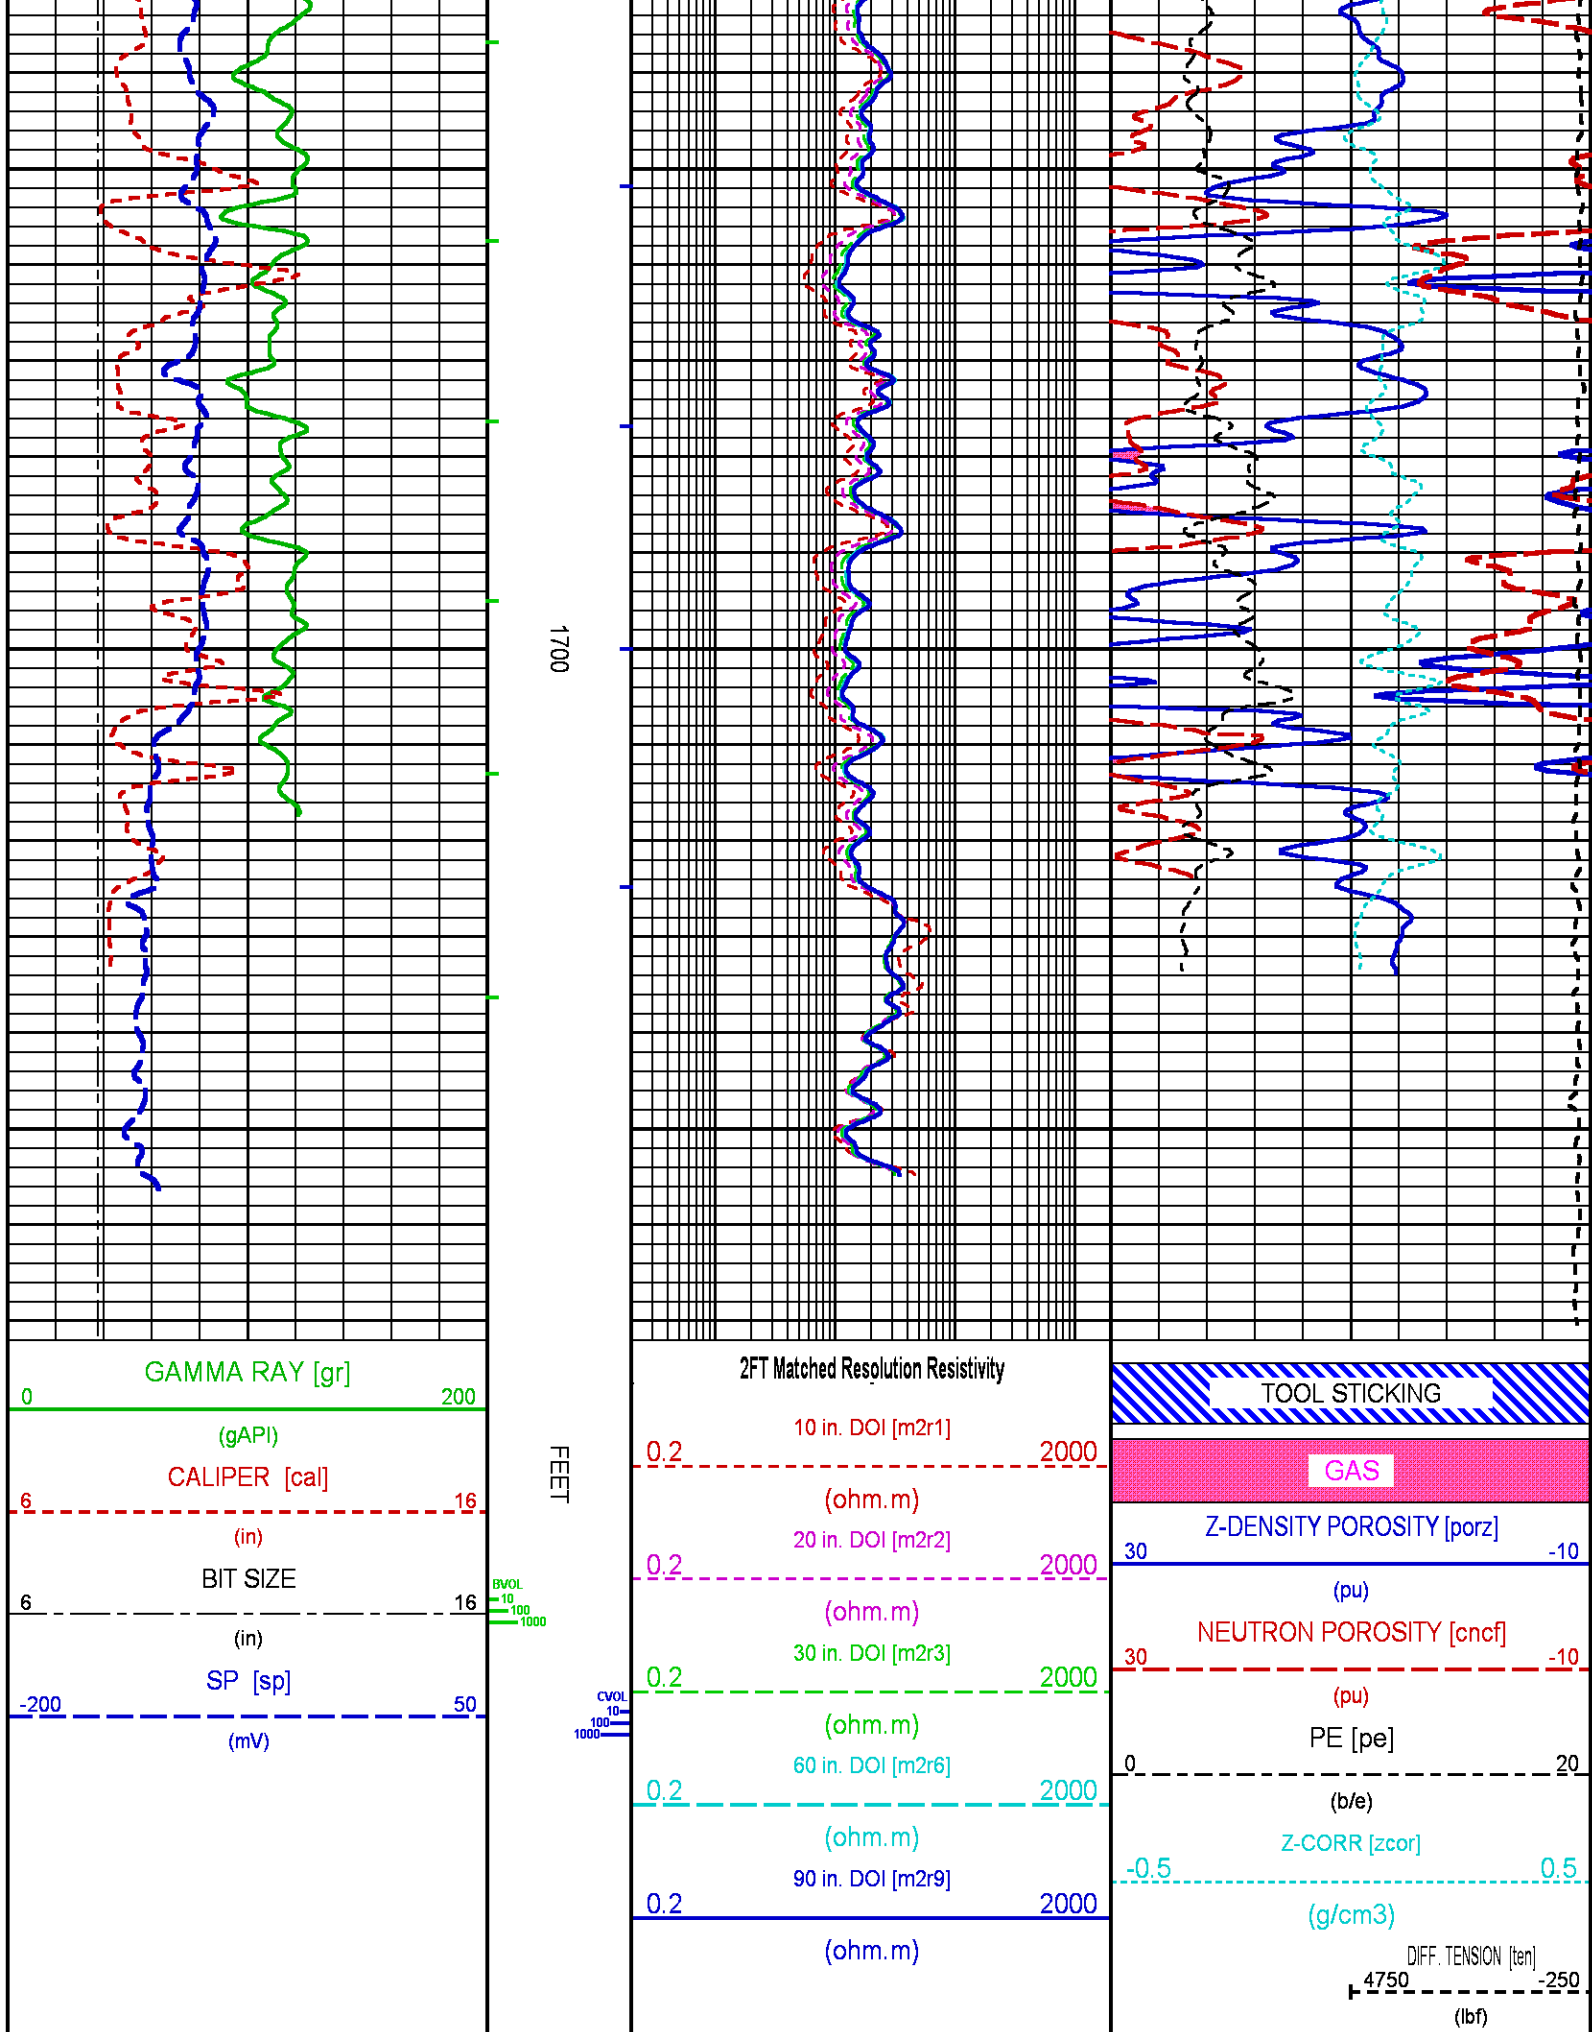 1700
FEET
GAMMA RAY [gr]
0 200
(gAPI)
CALIPER [cal]
6 16
(in)
BIT SIZE
6 16
(in)
SP [sp]
-200 50
(mV)
BVOL
10
100
1000
CVOL
10
100
1000
2FT Matched Resolution Resistivity
10 in. DOI [m2r1]
0.2 2000
(ohm.m)
20 in. DOI [m2r2]
0.2 2000
(ohm.m)
30 in. DOI [m2r3]
0.2 2000
(ohm.m)
60 in. DOI [m2r6]
0.2 2000
(ohm.m)
90 in. DOI [m2r9]
0.2 2000
(ohm.m)
TOOL STICKING
GAS
Z-DENSITY POROSITY [porz]
30 -10
(pu)
NEUTRON POROSITY [cncf]
30 -10
(pu)
PE [pe]
0 20
(b/e)
Z-CORR [zcor]
-0.5 0.5
(g/cm3)
DIFF. TENSION [ten]
4750 -250
(lbf)